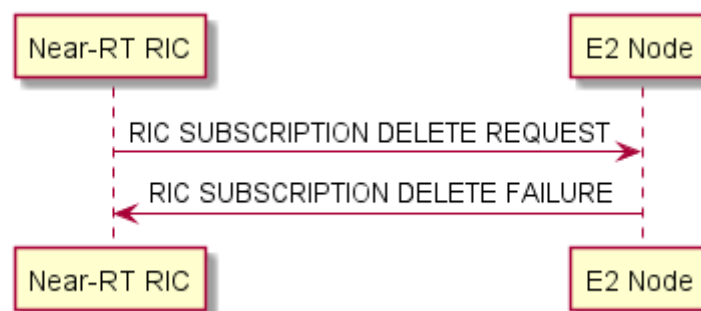 Near-RT RIC
E2 Node
RIC SUBSCRIPTION DELETE REQUEST
RIC SUBSCRIPTION DELETE FAILURE
Near-RT RIC
E2 Node